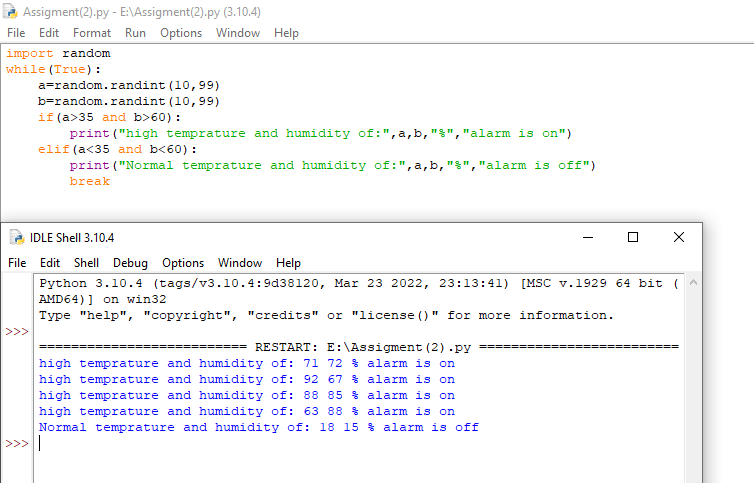 Assigment(2).py - E:\Assigment(2).py (3.10.4)
File Edit Format Run Options Window Help
import random
while(True):
    a=random.randint(10,99)
    b=random.randint(10,99)
    if(a>35 and b>60):
        print("high temprature and humidity of:",a,b,"%","alarm is on")
    elif(a<35 and b<60):
        print("Normal temprature and humidity of:",a,b,"%","alarm is off")
        break
IDLE Shell 3.10.4
File Edit Shell Debug Options Window Help
Python 3.10.4 (tags/v3.10.4:9d38120, Mar 23 2022, 23:13:41) [MSC v.1929 64 bit (
AMD64)] on win32
Type "help", "copyright", "credits" or "license()" for more information.
>>>
========================== RESTART: E:\Assigment(2).py =========================
high temprature and humidity of: 71 72 % alarm is on
high temprature and humidity of: 92 67 % alarm is on
high temprature and humidity of: 88 85 % alarm is on
high temprature and humidity of: 63 88 % alarm is on
Normal temprature and humidity of: 18 15 % alarm is off
>>>